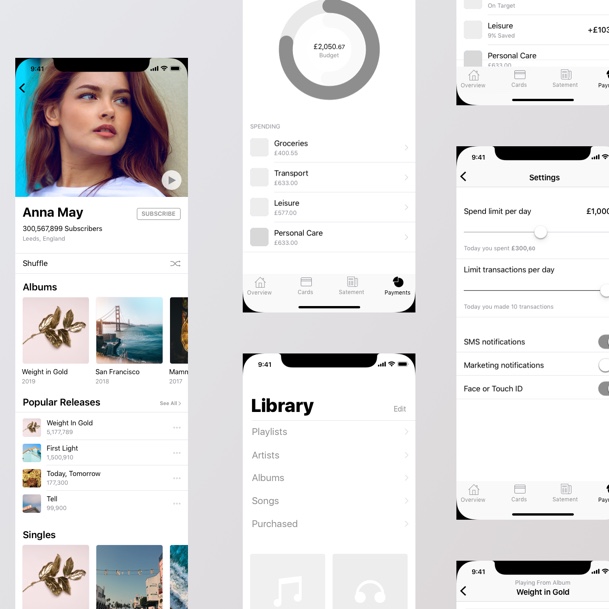 9:41
Anna May
SUBSCRIBE
300,567,899 Subscribers
Leeds, England
Shuffle
Albums
Weight in Gold
2019
San Francisco
2018
Mamn
2017
Popular Releases
See All
Weight In Gold
5,177,789
First Light
1,500,910
Today, Tomorrow
177,300
Tell
99,900
Singles
£2,050.67
Budget
SPENDING
Groceries
£400.55
Transport
£633.00
Leisure
£577.00
Personal Care
£633.00
Overview
Cards
Satement
Payments
9:41
Library
Edit
Playlists
Artists
Albums
Songs
Purchased
On Target
Leisure
9% Saved
+£103
Personal Care
£633.00
Overview
Cards
Satement
Payn
9:41
Settings
Spend limit per day
£1,000
Today you spent £300,60
Limit transactions per day
Today you made 10 transactions
SMS notifications
Marketing notifications
Face or Touch ID
Overview
Cards
Satement
Payn
9:41
Playing From Album
Weight in Gold